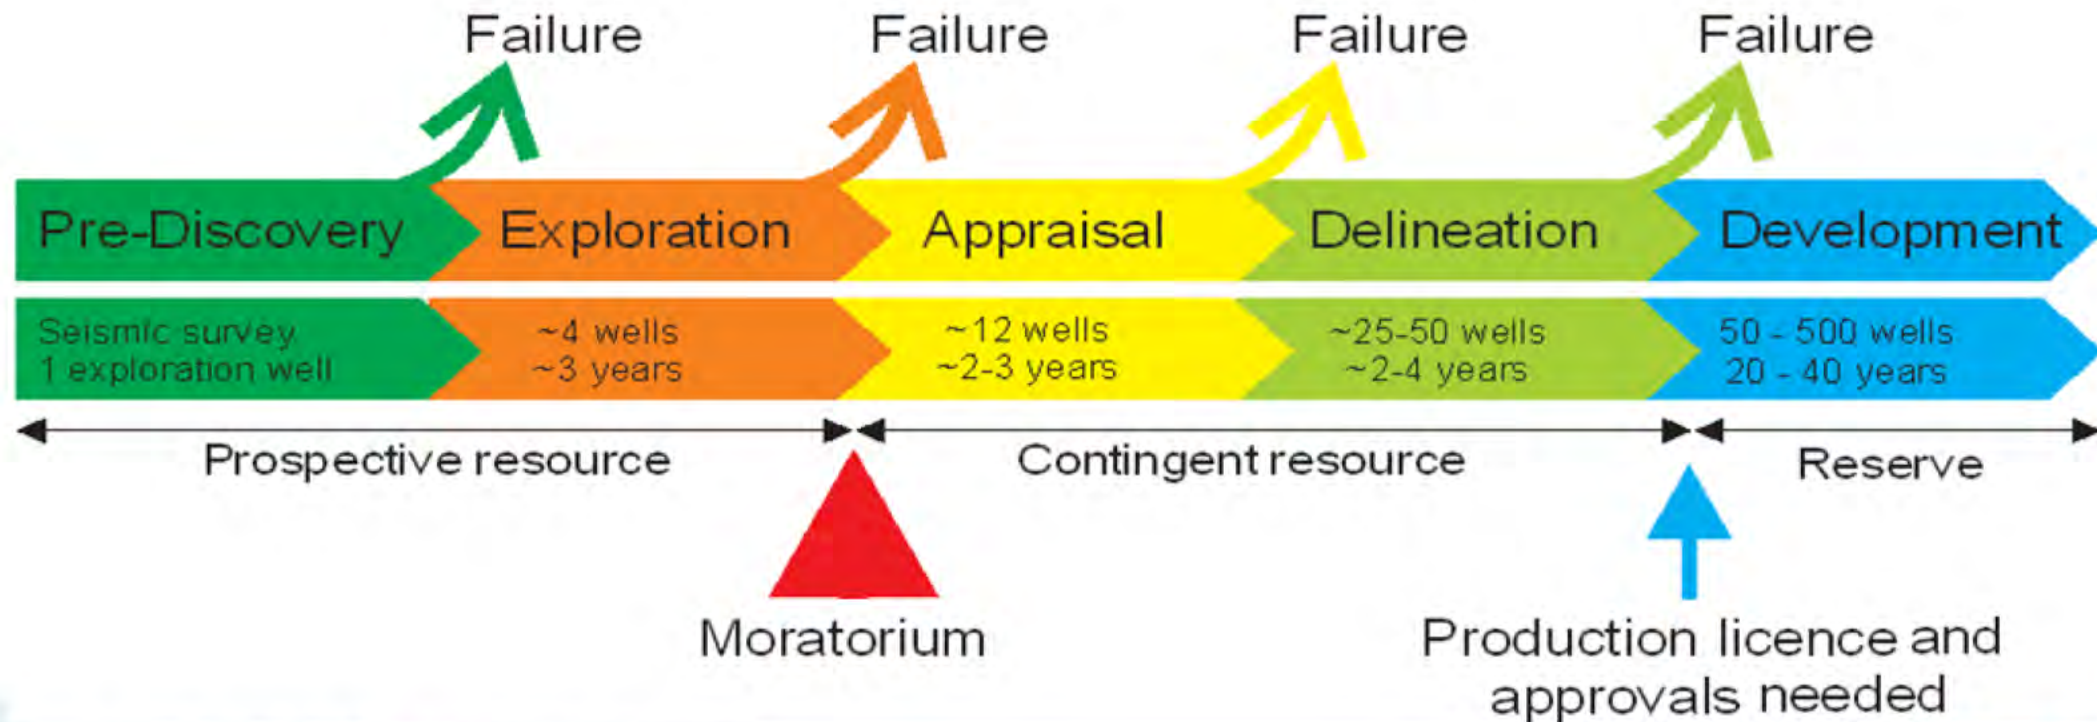 Failure
Failure
Failure
Failure
Pre-Discovery
Exploration
Appraisal
Delineation
Development
Seismic survey
1 exploration well
~4 wells
~3 years
~12 wells
~2-3 years
~25-50 wells
~2-4 years
50 - 500 wells
20 - 40 years
Prospective resource
Contingent resource
Reserve
Moratorium
Production licence and
approvals needed